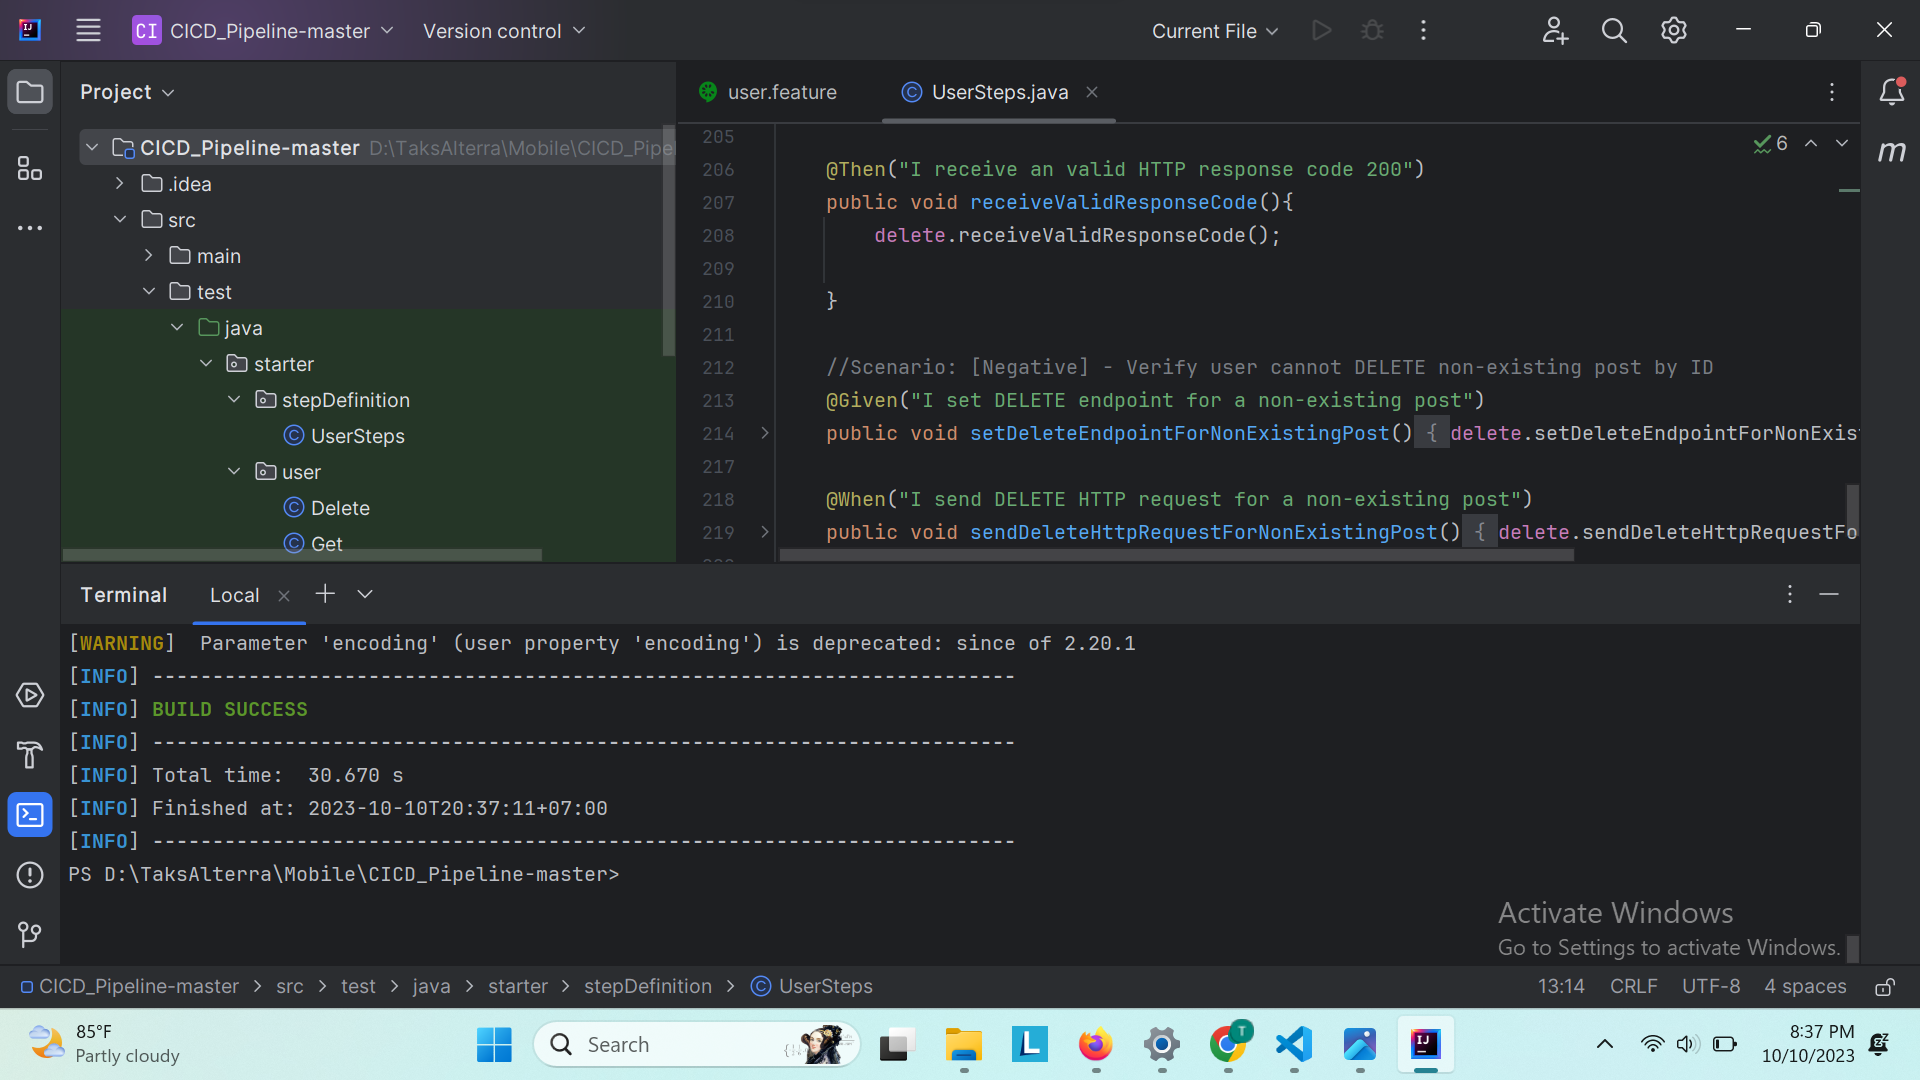 CI CICD_Pipeline-master Version control Current File
Project
CICD_Pipeline-master D:\TaksAlterra\Mobile\CICD_Pipel
.idea
src
main
test
java
starter
stepDefinition
UserSteps
user
Delete
Get
user.feature UserSteps.java
6
205
206 @Then("I receive an valid HTTP response code 200")
207 public void receiveValidResponseCode(){
208 delete.receiveValidResponseCode();
209
210 }
211
212 //Scenario: [Negative] - Verify user cannot DELETE non-existing post by ID
213 @Given("I set DELETE endpoint for a non-existing post")
214 public void setDeleteEndpointForNonExistingPost() { delete.setDeleteEndpointForNonExist
217
218 @When("I send DELETE HTTP request for a non-existing post")
219 public void sendDeleteHttpRequestForNonExistingPost() { delete.sendDeleteHttpRequestFo
Terminal Local
[WARNING]  Parameter 'encoding' (user property 'encoding') is deprecated: since of 2.20.1
[INFO] ------------------------------------------------------------------------
[INFO] BUILD SUCCESS
[INFO] ------------------------------------------------------------------------
[INFO] Total time:  30.670 s
[INFO] Finished at: 2023-10-10T20:37:11+07:00
[INFO] ------------------------------------------------------------------------
PS D:\TaksAlterra\Mobile\CICD_Pipeline-master>
Activate Windows
Go to Settings to activate Windows.
CICD_Pipeline-master > src > test > java > starter > stepDefinition > UserSteps 13:14 CRLF UTF-8 4 spaces
85°F
Partly cloudy
Search
8:37 PM
10/10/2023